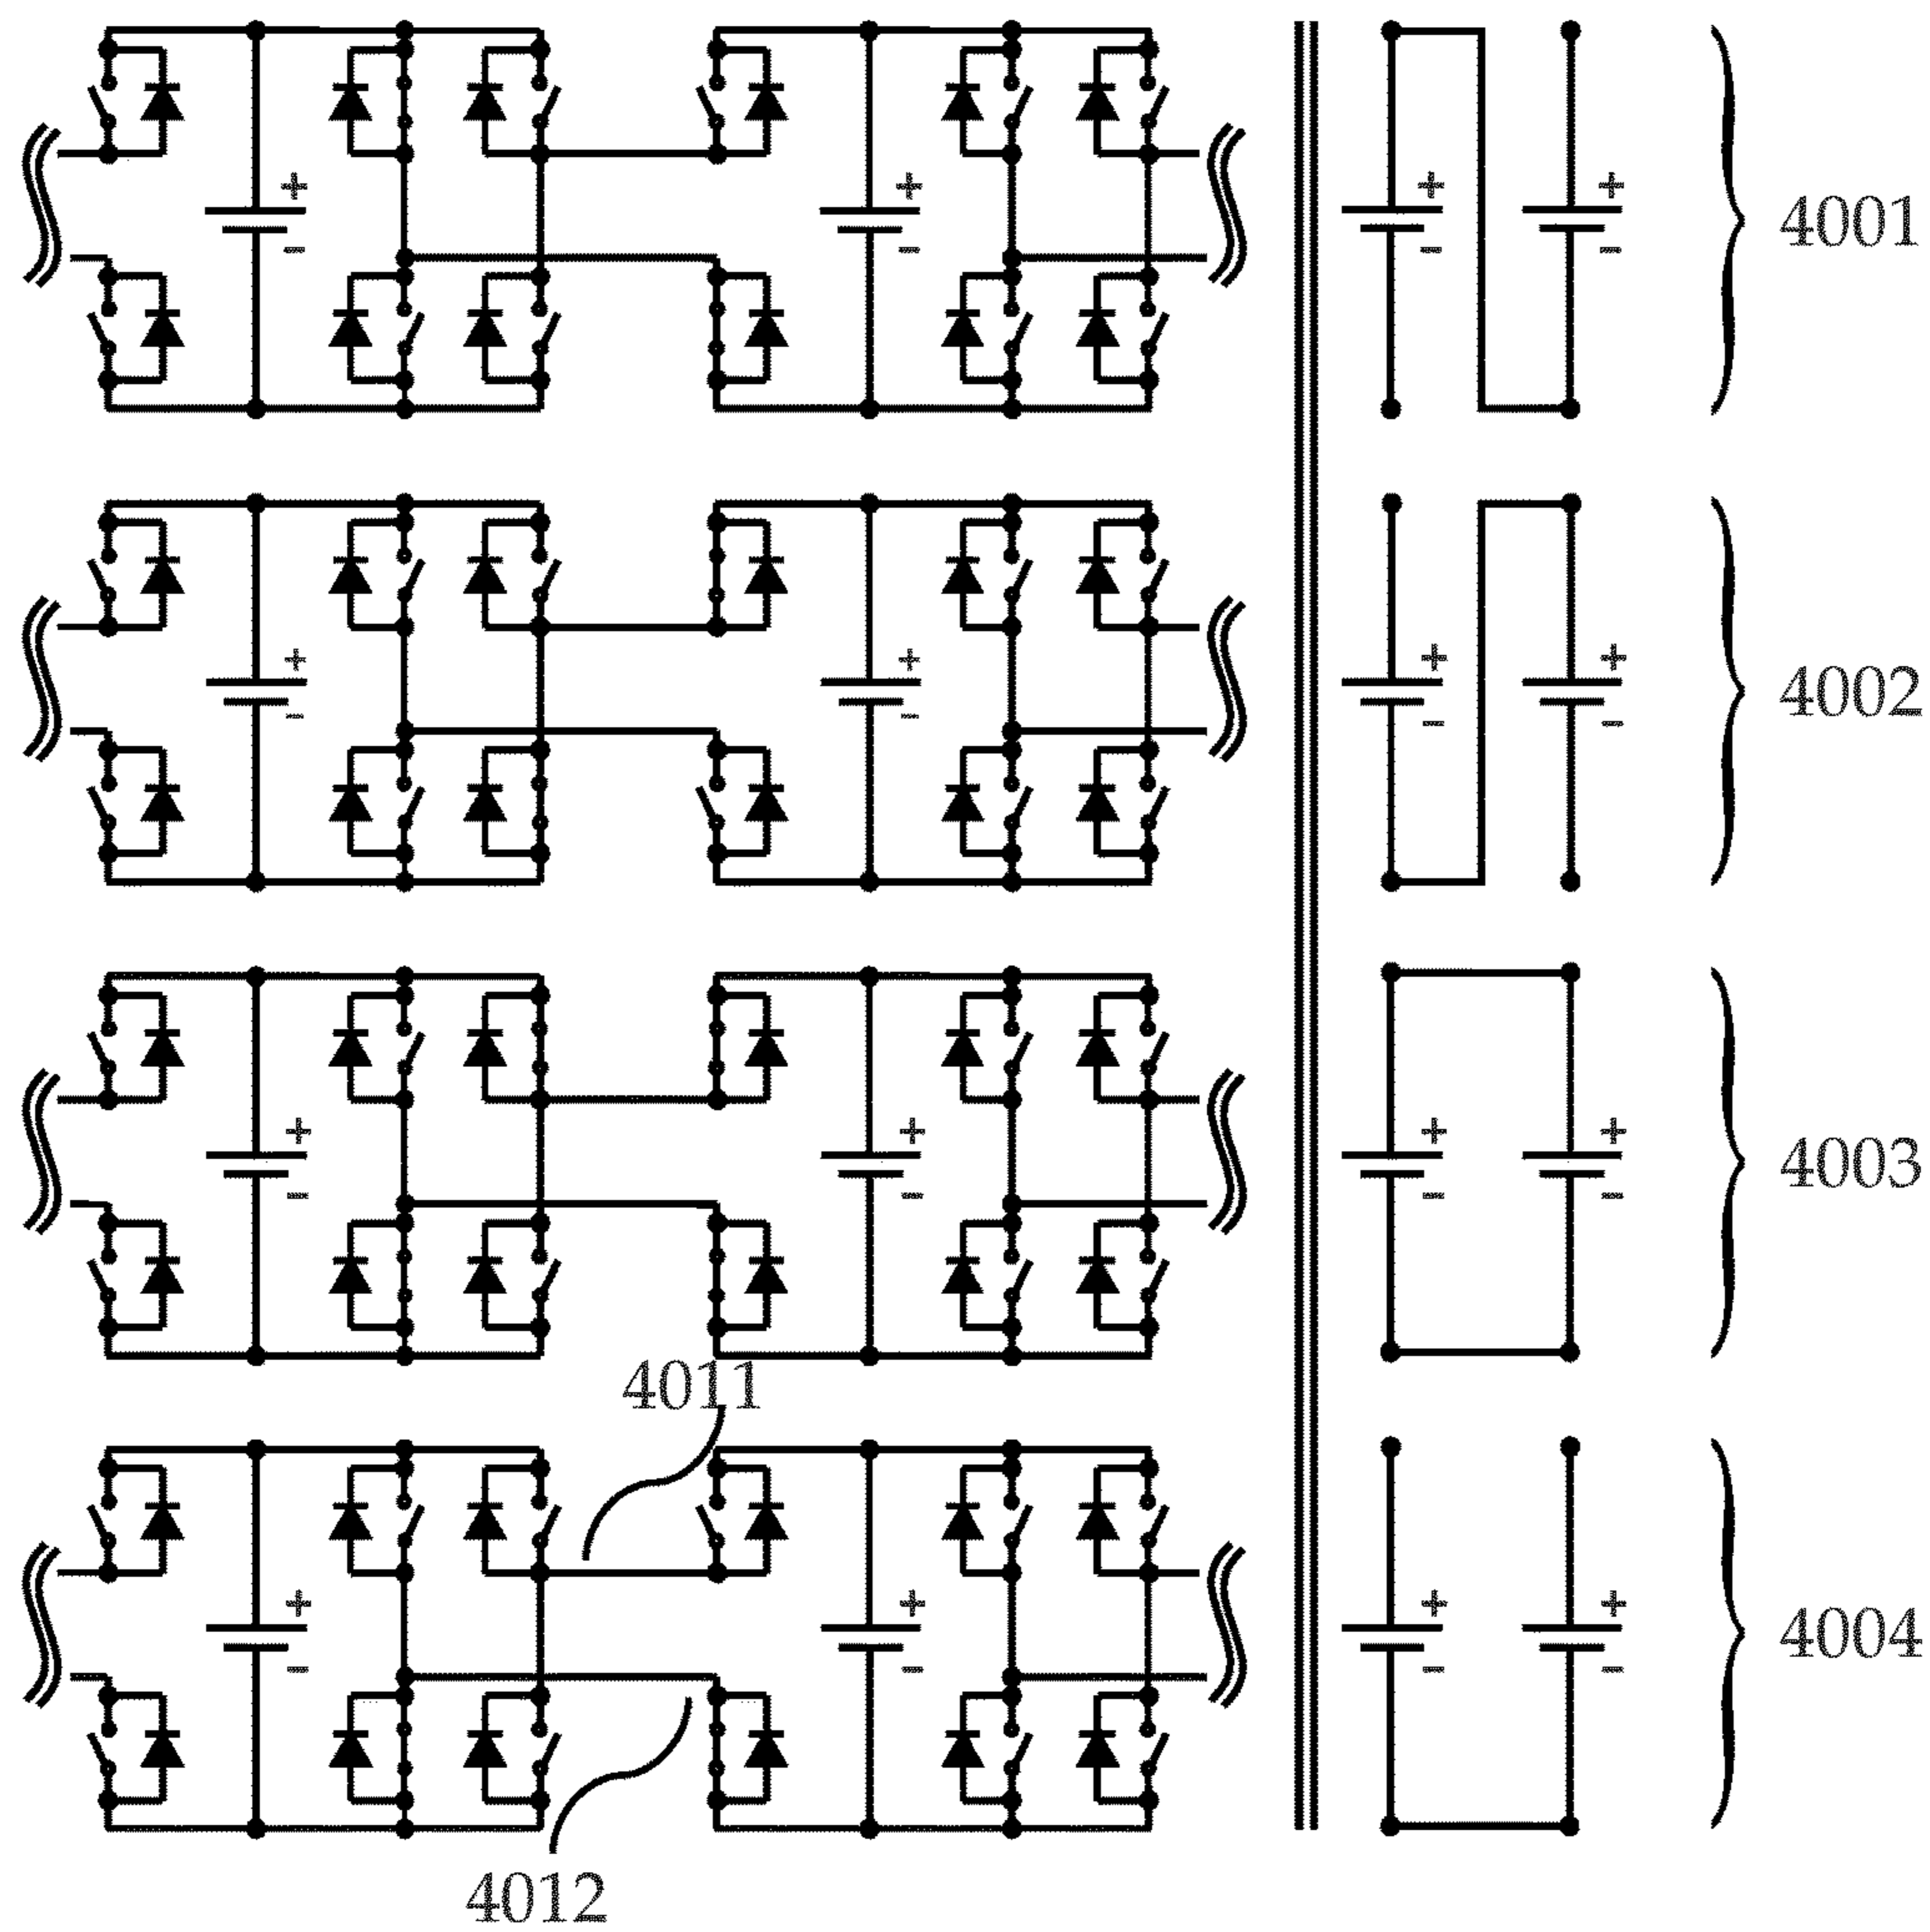 + + + + 4001
- - - -
+ + + + 4002
- - - -
+ + + + 4003
- - - -
4011
+ + + + 4004
- - - -
4012